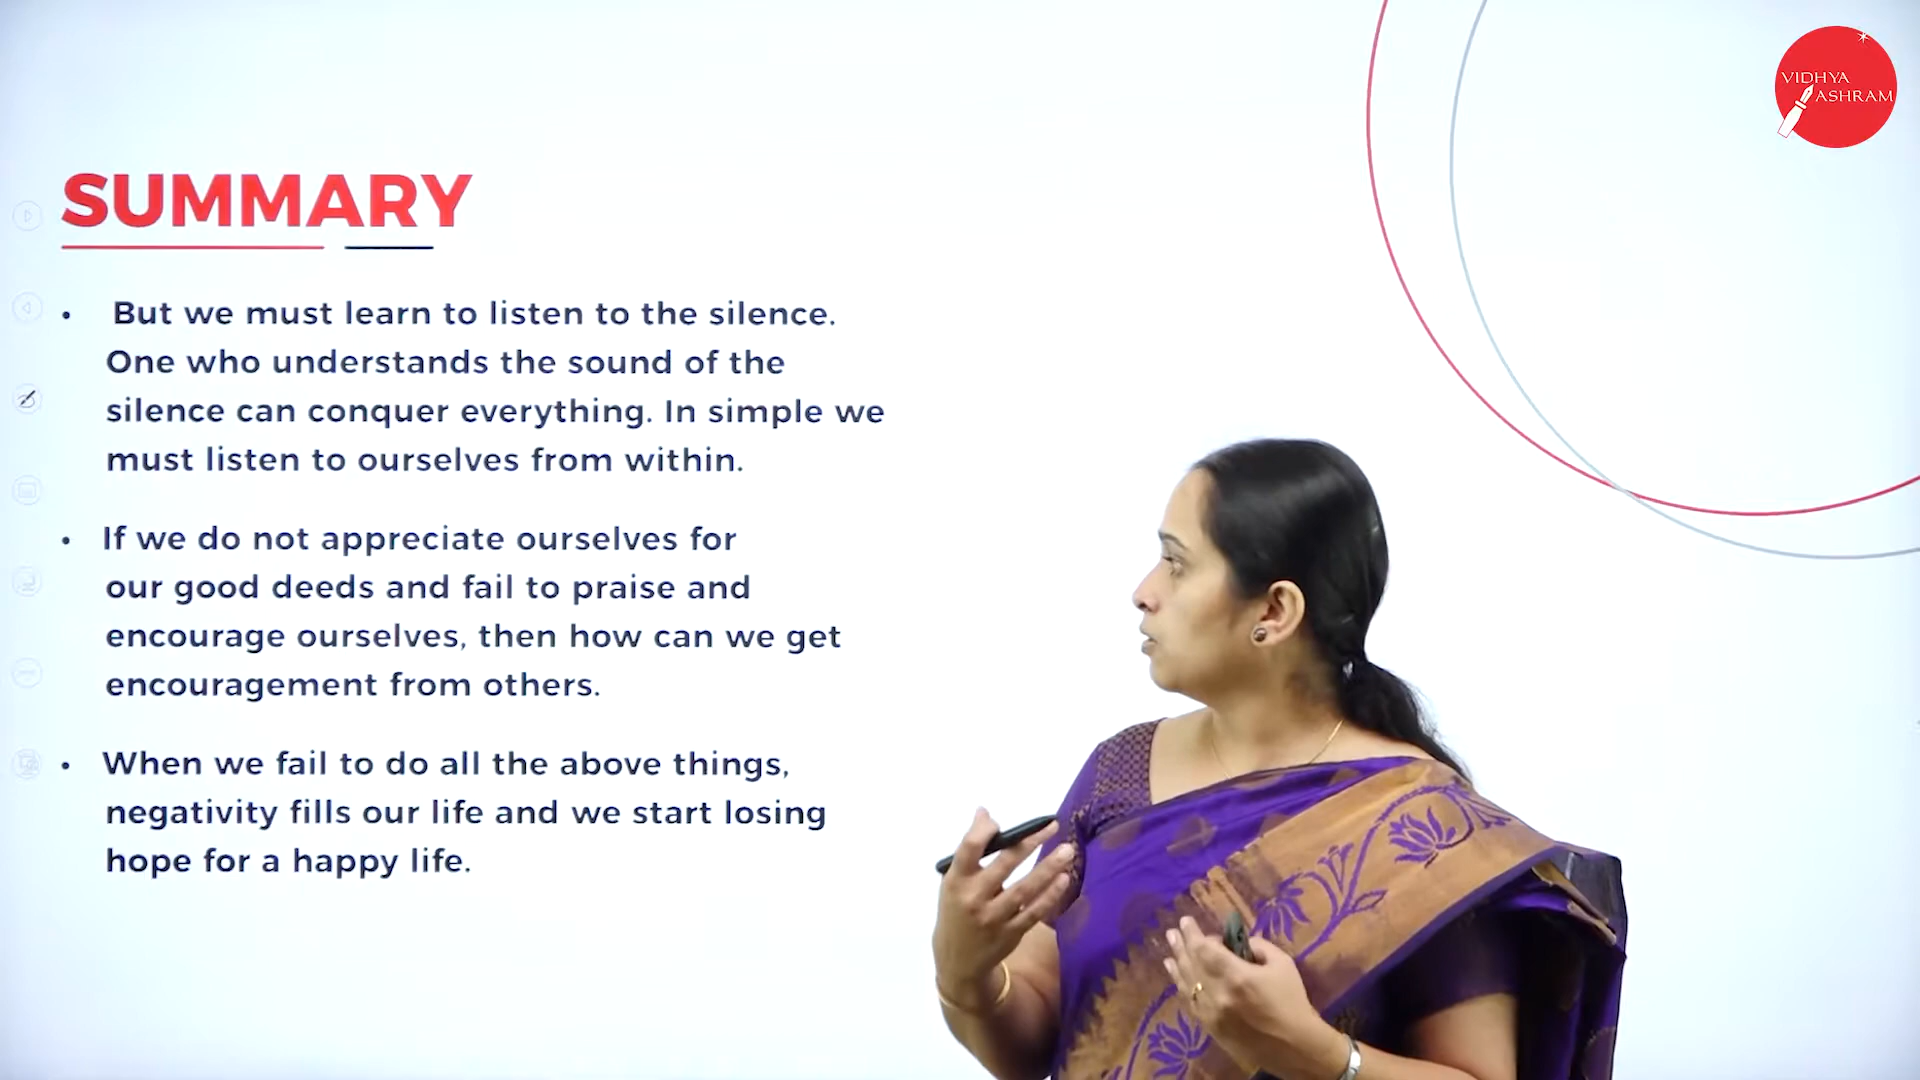 VIDHYA
ASHRAM
SUMMARY
• But we must learn to listen to the silence.
One who understands the sound of the
silence can conquer everything. In simple we
must listen to ourselves from within.
• If we do not appreciate ourselves for
our good deeds and fail to praise and
encourage ourselves, then how can we get
encouragement from others.
• When we fail to do all the above things,
negativity fills our life and we start losing
hope for a happy life.